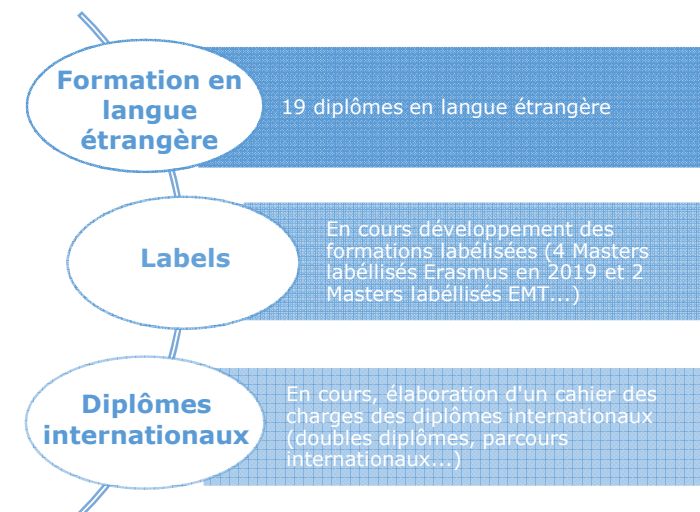 Formation en
langue
étrangère
19 diplômes en langue étrangère
Labels
En cours développement des
formations labélisées (4 Masters
labéllisés Erasmus en 2019 et 2
Masters labéllisés EMT...)
Diplômes
internationaux
En cours, élaboration d'un cahier des
charges des diplômes internationaux
(doubles diplômes, parcours
internationaux...)